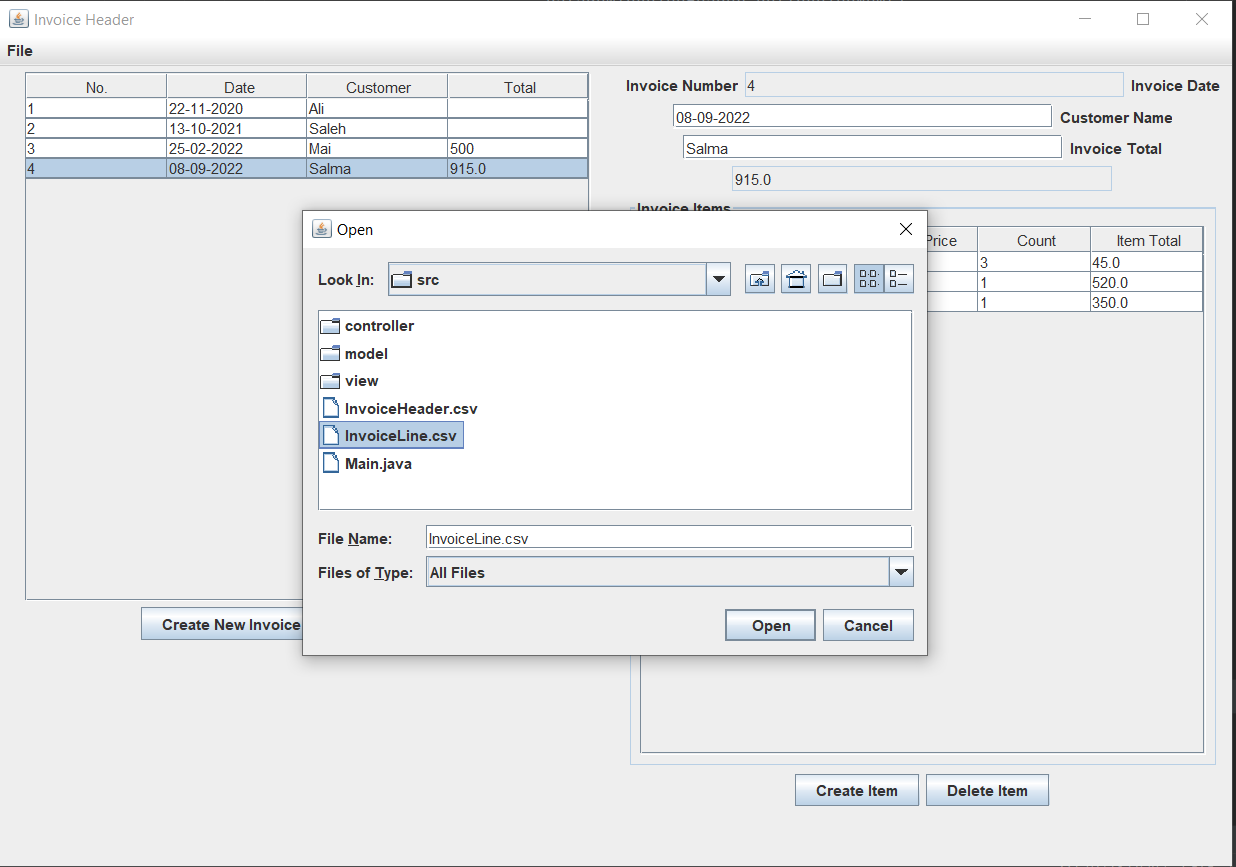 Invoice Header
File
No. Date Customer Total
1 22-11-2020 Ali
2 13-10-2021 Saleh
3 25-02-2022 Mai 500
4 08-09-2022 Salma 915.0
Create New Invoice
Invoice Number 4 Invoice Date
08-09-2022 Customer Name
Salma Invoice Total
915.0
Invoice Items
Price Count Item Total
3 45.0
1 520.0
1 350.0
Create Item Delete Item
Open
Look In: src
controller
model
view
InvoiceHeader.csv
InvoiceLine.csv
Main.java
File Name: InvoiceLine.csv
Files of Type: All Files
Open Cancel